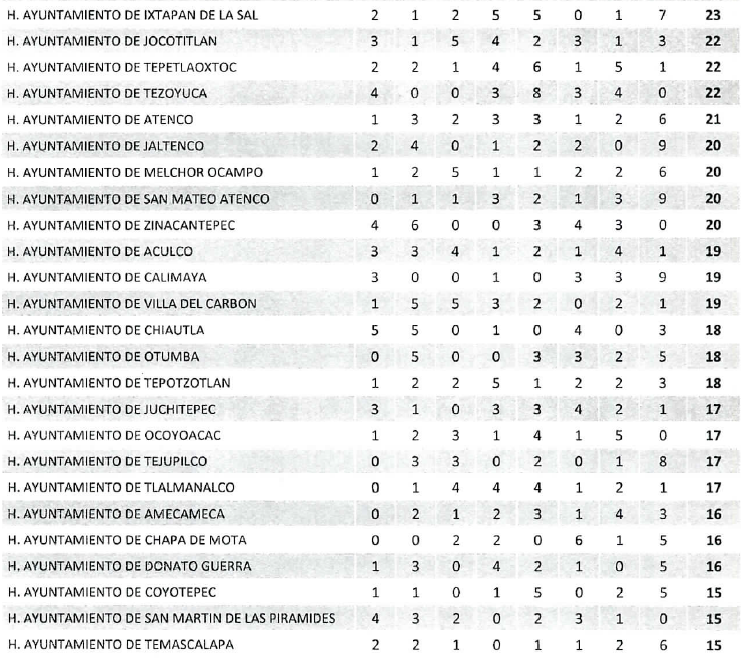 H. AYUNTAMIENTO DE IXTAPAN DE LA SAL 2 1 2 5 5 0 1 7 23
H. AYUNTAMIENTO DE JOCOTITLAN 3 1 5 4 2 3 1 3 22
H. AYUNTAMIENTO DE TEPETLAOXTOC 2 2 1 4 6 1 5 1 22
H. AYUNTAMIENTO DE TEZOYUCA 4 0 0 3 8 3 4 0 22
H. AYUNTAMIENTO DE ATENCO 1 3 2 3 3 1 2 6 21
H. AYUNTAMIENTO DE JALTENCO 2 4 0 1 2 2 0 9 20
H. AYUNTAMIENTO DE MELCHOR OCAMPO 1 2 5 1 1 2 2 6 20
H. AYUNTAMIENTO DE SAN MATEO ATENCO 0 1 1 3 2 1 3 9 20
H. AYUNTAMIENTO DE ZINACANTEPEC 4 6 0 0 3 4 3 0 20
H. AYUNTAMIENTO DE ACULCO 3 3 4 1 2 1 4 1 19
H. AYUNTAMIENTO DE CALIMAYA 3 0 0 1 0 3 3 9 19
H. AYUNTAMIENTO DE VILLA DEL CARBON 1 5 5 3 2 0 2 1 19
H. AYUNTAMIENTO DE CHIAUTLA 5 5 0 1 0 4 0 3 18
H. AYUNTAMIENTO DE OTUMBA 0 5 0 0 3 3 2 5 18
H. AYUNTAMIENTO DE TEPOTZOTLAN 1 2 2 5 1 2 2 3 18
H. AYUNTAMIENTO DE JUCHITEPEC 3 1 0 3 3 4 2 1 17
H. AYUNTAMIENTO DE OCOYOACAC 1 2 3 1 4 1 5 0 17
H. AYUNTAMIENTO DE TEJUPILCO 0 3 3 0 2 0 1 8 17
H. AYUNTAMIENTO DE TLALMANALCO 0 1 4 4 4 1 2 1 17
H. AYUNTAMIENTO DE AMECAMECA 0 2 1 2 3 1 4 3 16
H. AYUNTAMIENTO DE CHAPA DE MOTA 0 0 2 2 0 6 1 5 16
H. AYUNTAMIENTO DE DONATO GUERRA 1 3 0 4 2 1 0 5 16
H. AYUNTAMIENTO DE COYOTEPEC 1 1 0 1 5 0 2 5 15
H. AYUNTAMIENTO DE SAN MARTIN DE LAS PIRAMIDES 4 3 2 0 2 3 1 0 15
H. AYUNTAMIENTO DE TEMASCALAPA 2 2 1 0 1 1 2 6 15